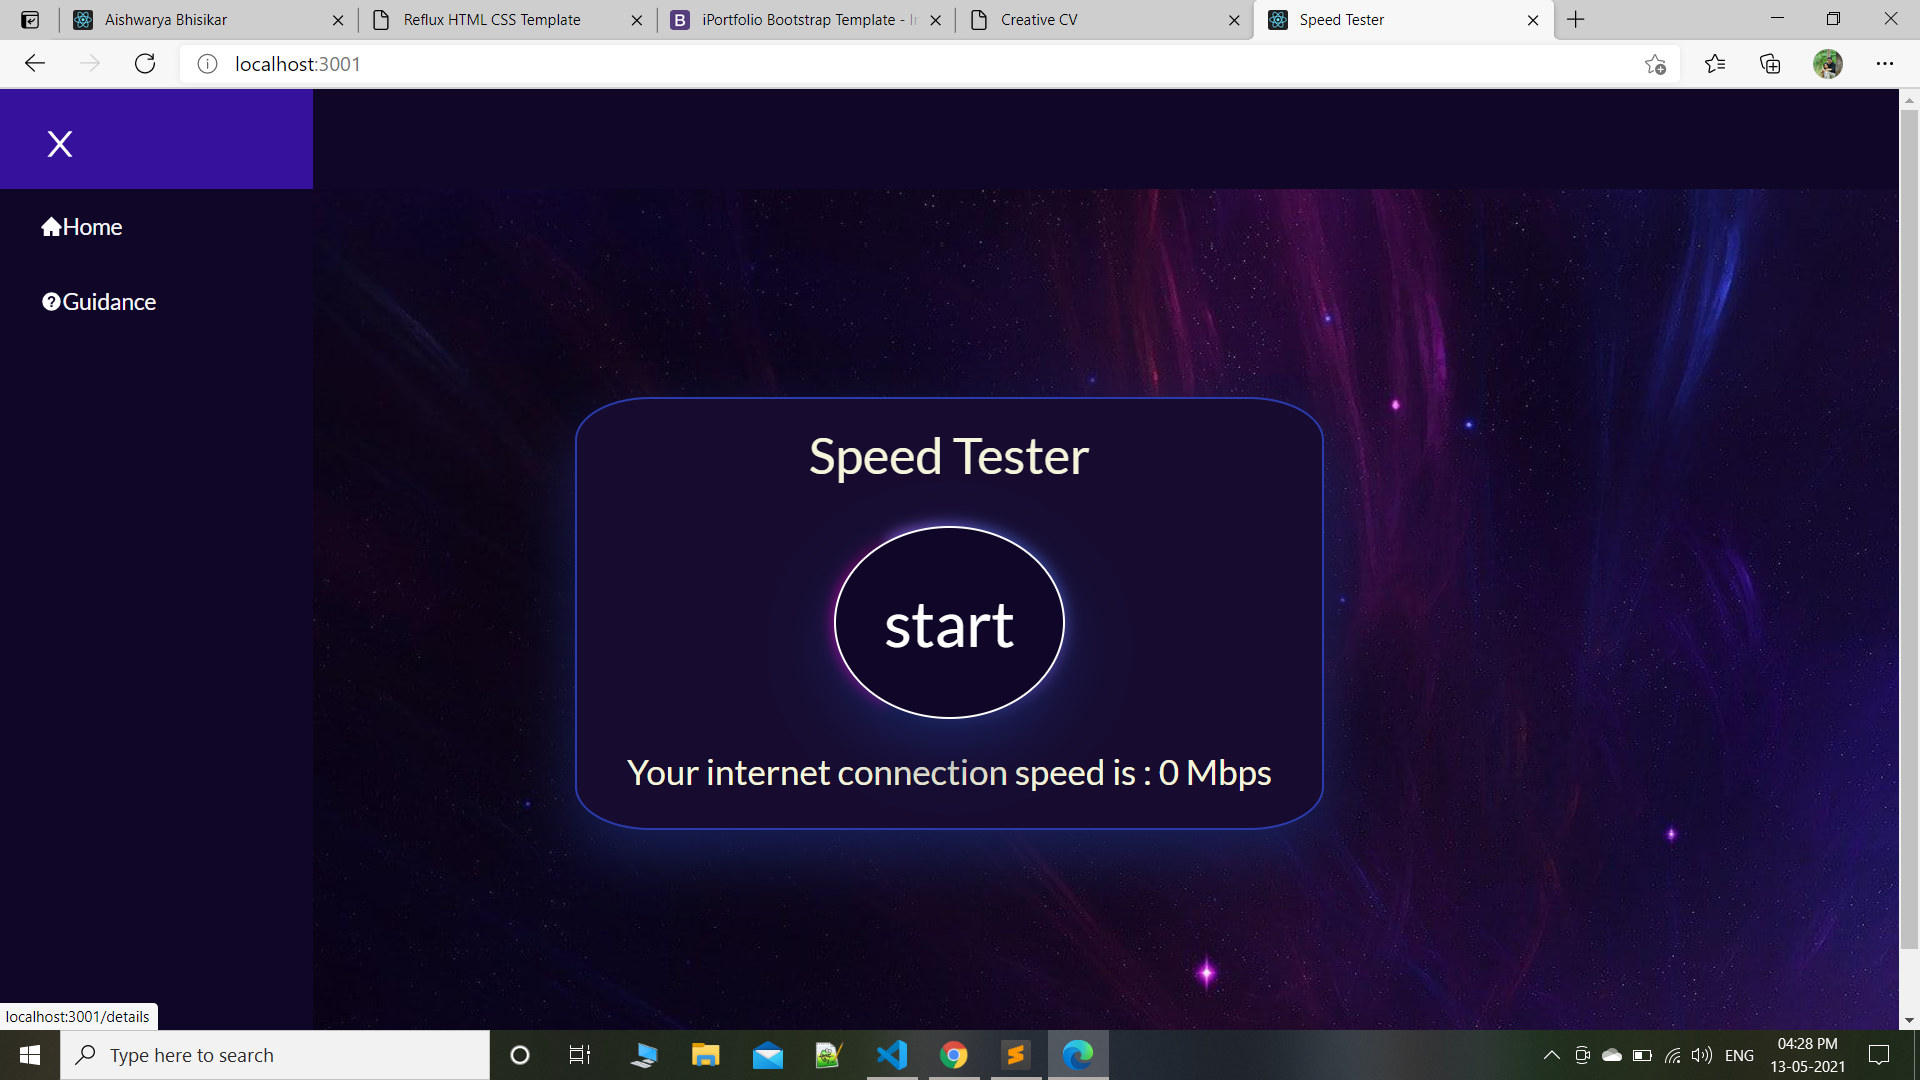 Aishwarya Bhisikar
Reflux HTML CSS Template
iPortfolio Bootstrap Template - In
Creative CV
Speed Tester
localhost:3001
X
Home
Guidance
Speed Tester
start
Your internet connection speed is : 0 Mbps
localhost:3001/details
Type here to search
ENG
04:28 PM
13-05-2021